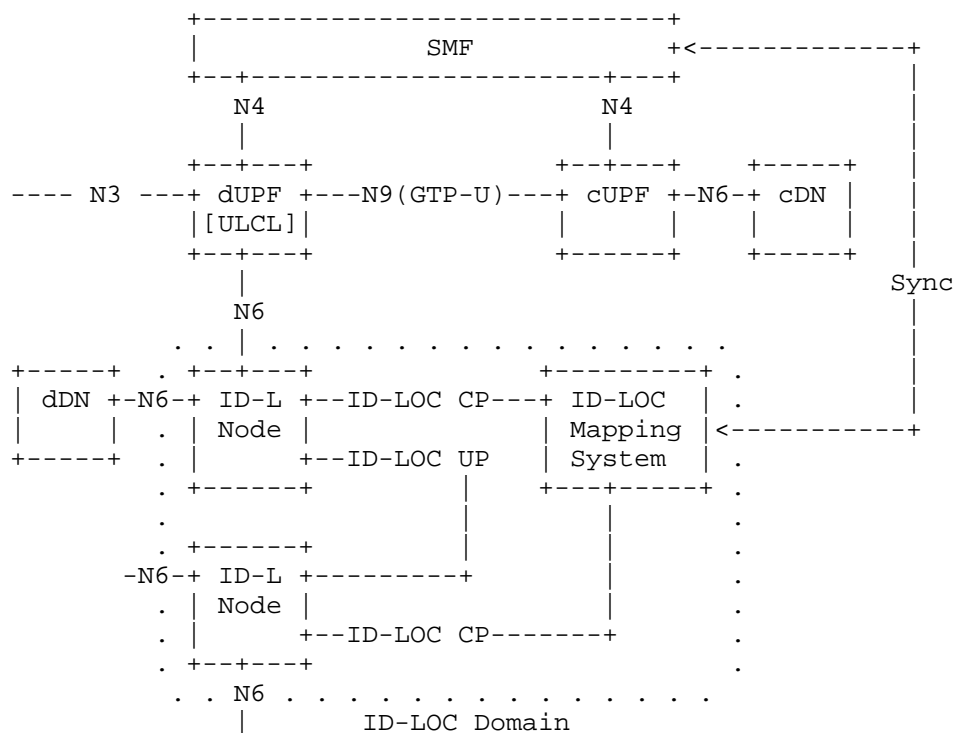 SMF
N4 N4
---- N3 --- dUPF ---N9(GTP-U)--- cUPF -N6- cDN
[ULCL]
Sync
N6
dDN -N6- ID-L --ID-LOC CP--- ID-LOC
Node Mapping
--ID-LOC UP System
-N6- ID-L
Node
--ID-LOC CP-------
N6
ID-LOC Domain